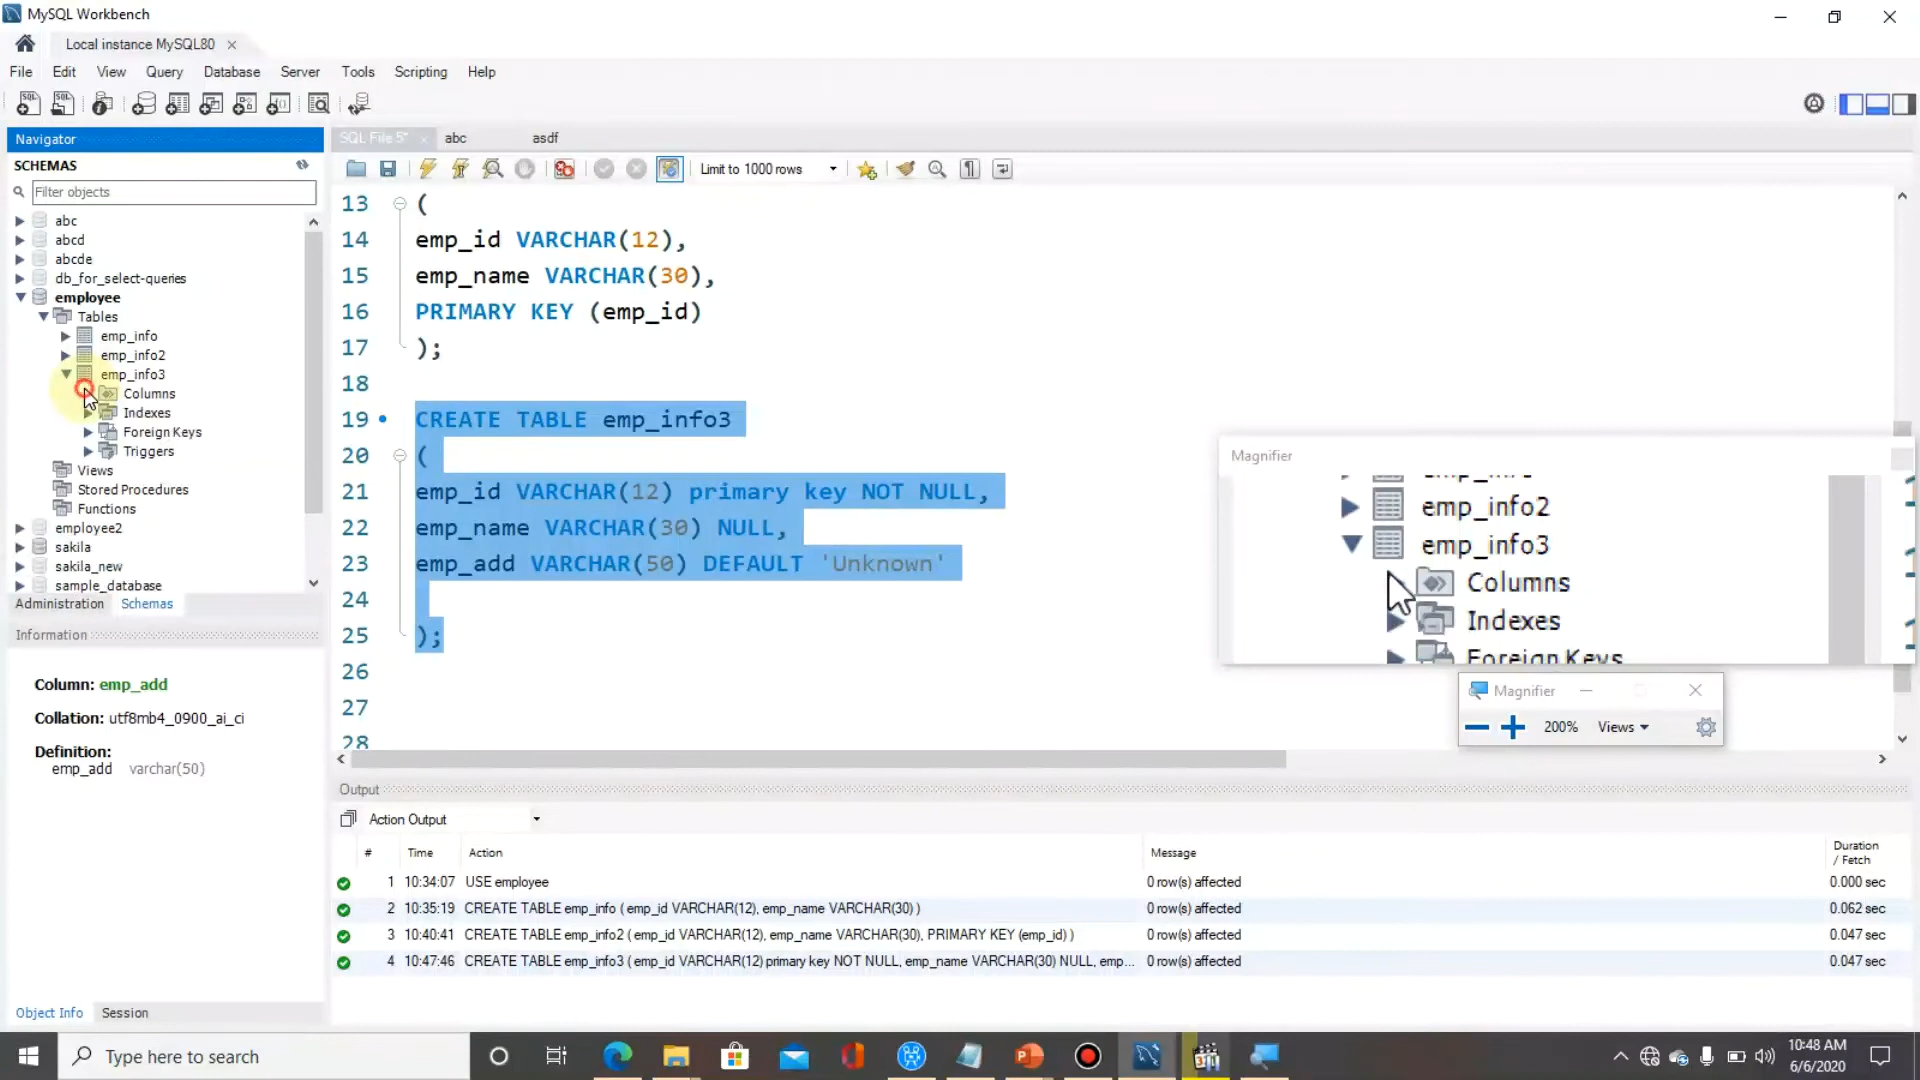 MySQL Workbench
Local instance MySQL80
File Edit View Query Database Server Tools Scripting Help
Navigator
SCHEMAS
Filter objects
abc
abcd
abcde
db_for_select-queries
employee
Tables
emp_info
emp_info2
emp_info3
Columns
Indexes
Foreign Keys
Triggers
Views
Stored Procedures
Functions
employee2
sakila
sakila_new
sample_database
Administration Schemas
Information
Column: emp_add
Collation: utf8mb4_0900_ai_ci
Definition:
emp_add varchar(50)
Object Info Session
SQL File 5* abc asdf
Limit to 1000 rows
13 (
14 emp_id VARCHAR(12),
15 emp_name VARCHAR(30),
16 PRIMARY KEY (emp_id)
17 );
18
19 CREATE TABLE emp_info3
20 (
21 emp_id VARCHAR(12) primary key NOT NULL,
22 emp_name VARCHAR(30) NULL,
23 emp_add VARCHAR(50) DEFAULT 'Unknown'
24
25 );
26
27
28
Magnifier
emp_info2
emp_info3
Columns
Indexes
Foreign Keys
Magnifier
200% Views
Output
Action Output
# Time Action Message Duration / Fetch
1 10:34:07 USE employee 0 row(s) affected 0.000 sec
2 10:35:19 CREATE TABLE emp_info ( emp_id VARCHAR(12), emp_name VARCHAR(30) ) 0 row(s) affected 0.062 sec
3 10:40:41 CREATE TABLE emp_info2 ( emp_id VARCHAR(12), emp_name VARCHAR(30), PRIMARY KEY (emp_id) ) 0 row(s) affected 0.047 sec
4 10:47:46 CREATE TABLE emp_info3 ( emp_id VARCHAR(12) primary key NOT NULL, emp_name VARCHAR(30) NULL, emp... 0 row(s) affected 0.047 sec
Type here to search
10:48 AM
6/6/2020